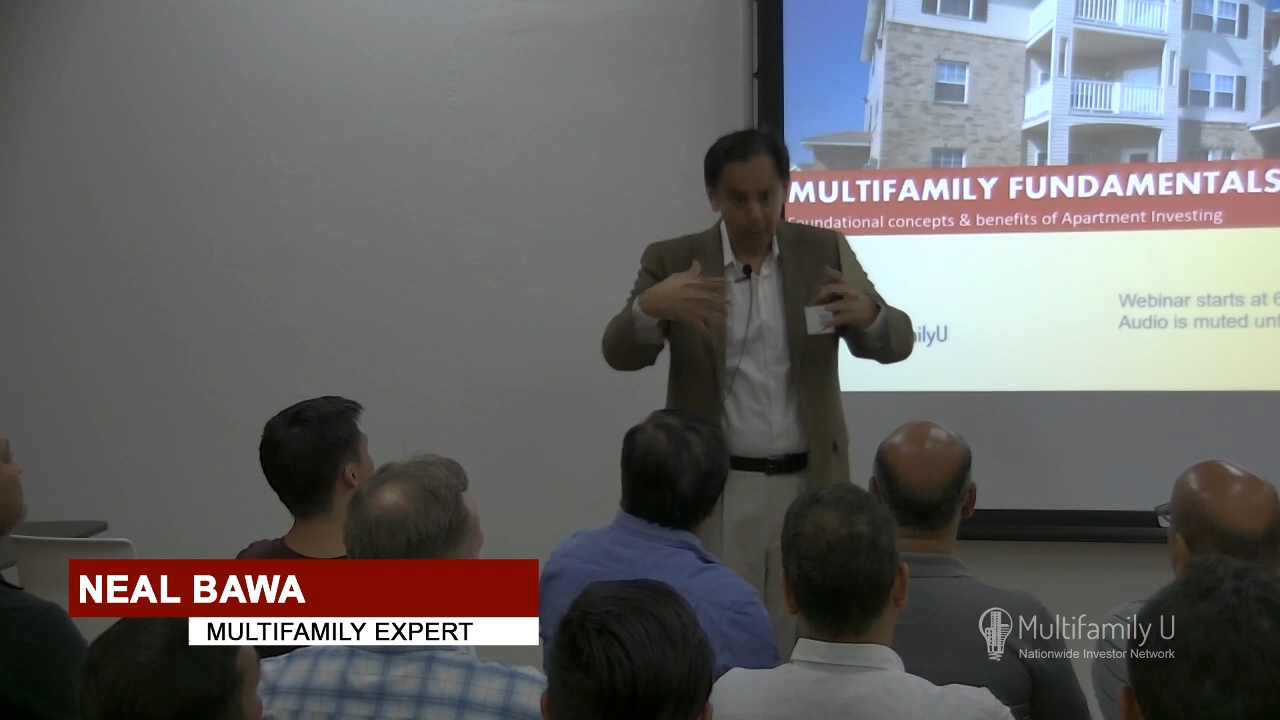 MULTIFAMILY FUNDAMENTALS
Foundational concepts & benefits of Apartment Investing
Webinar starts at 6
Audio is muted unt
ilyU
NEAL BAWA
MULTIFAMILY EXPERT
Multifamily U
Nationwide Investor Network